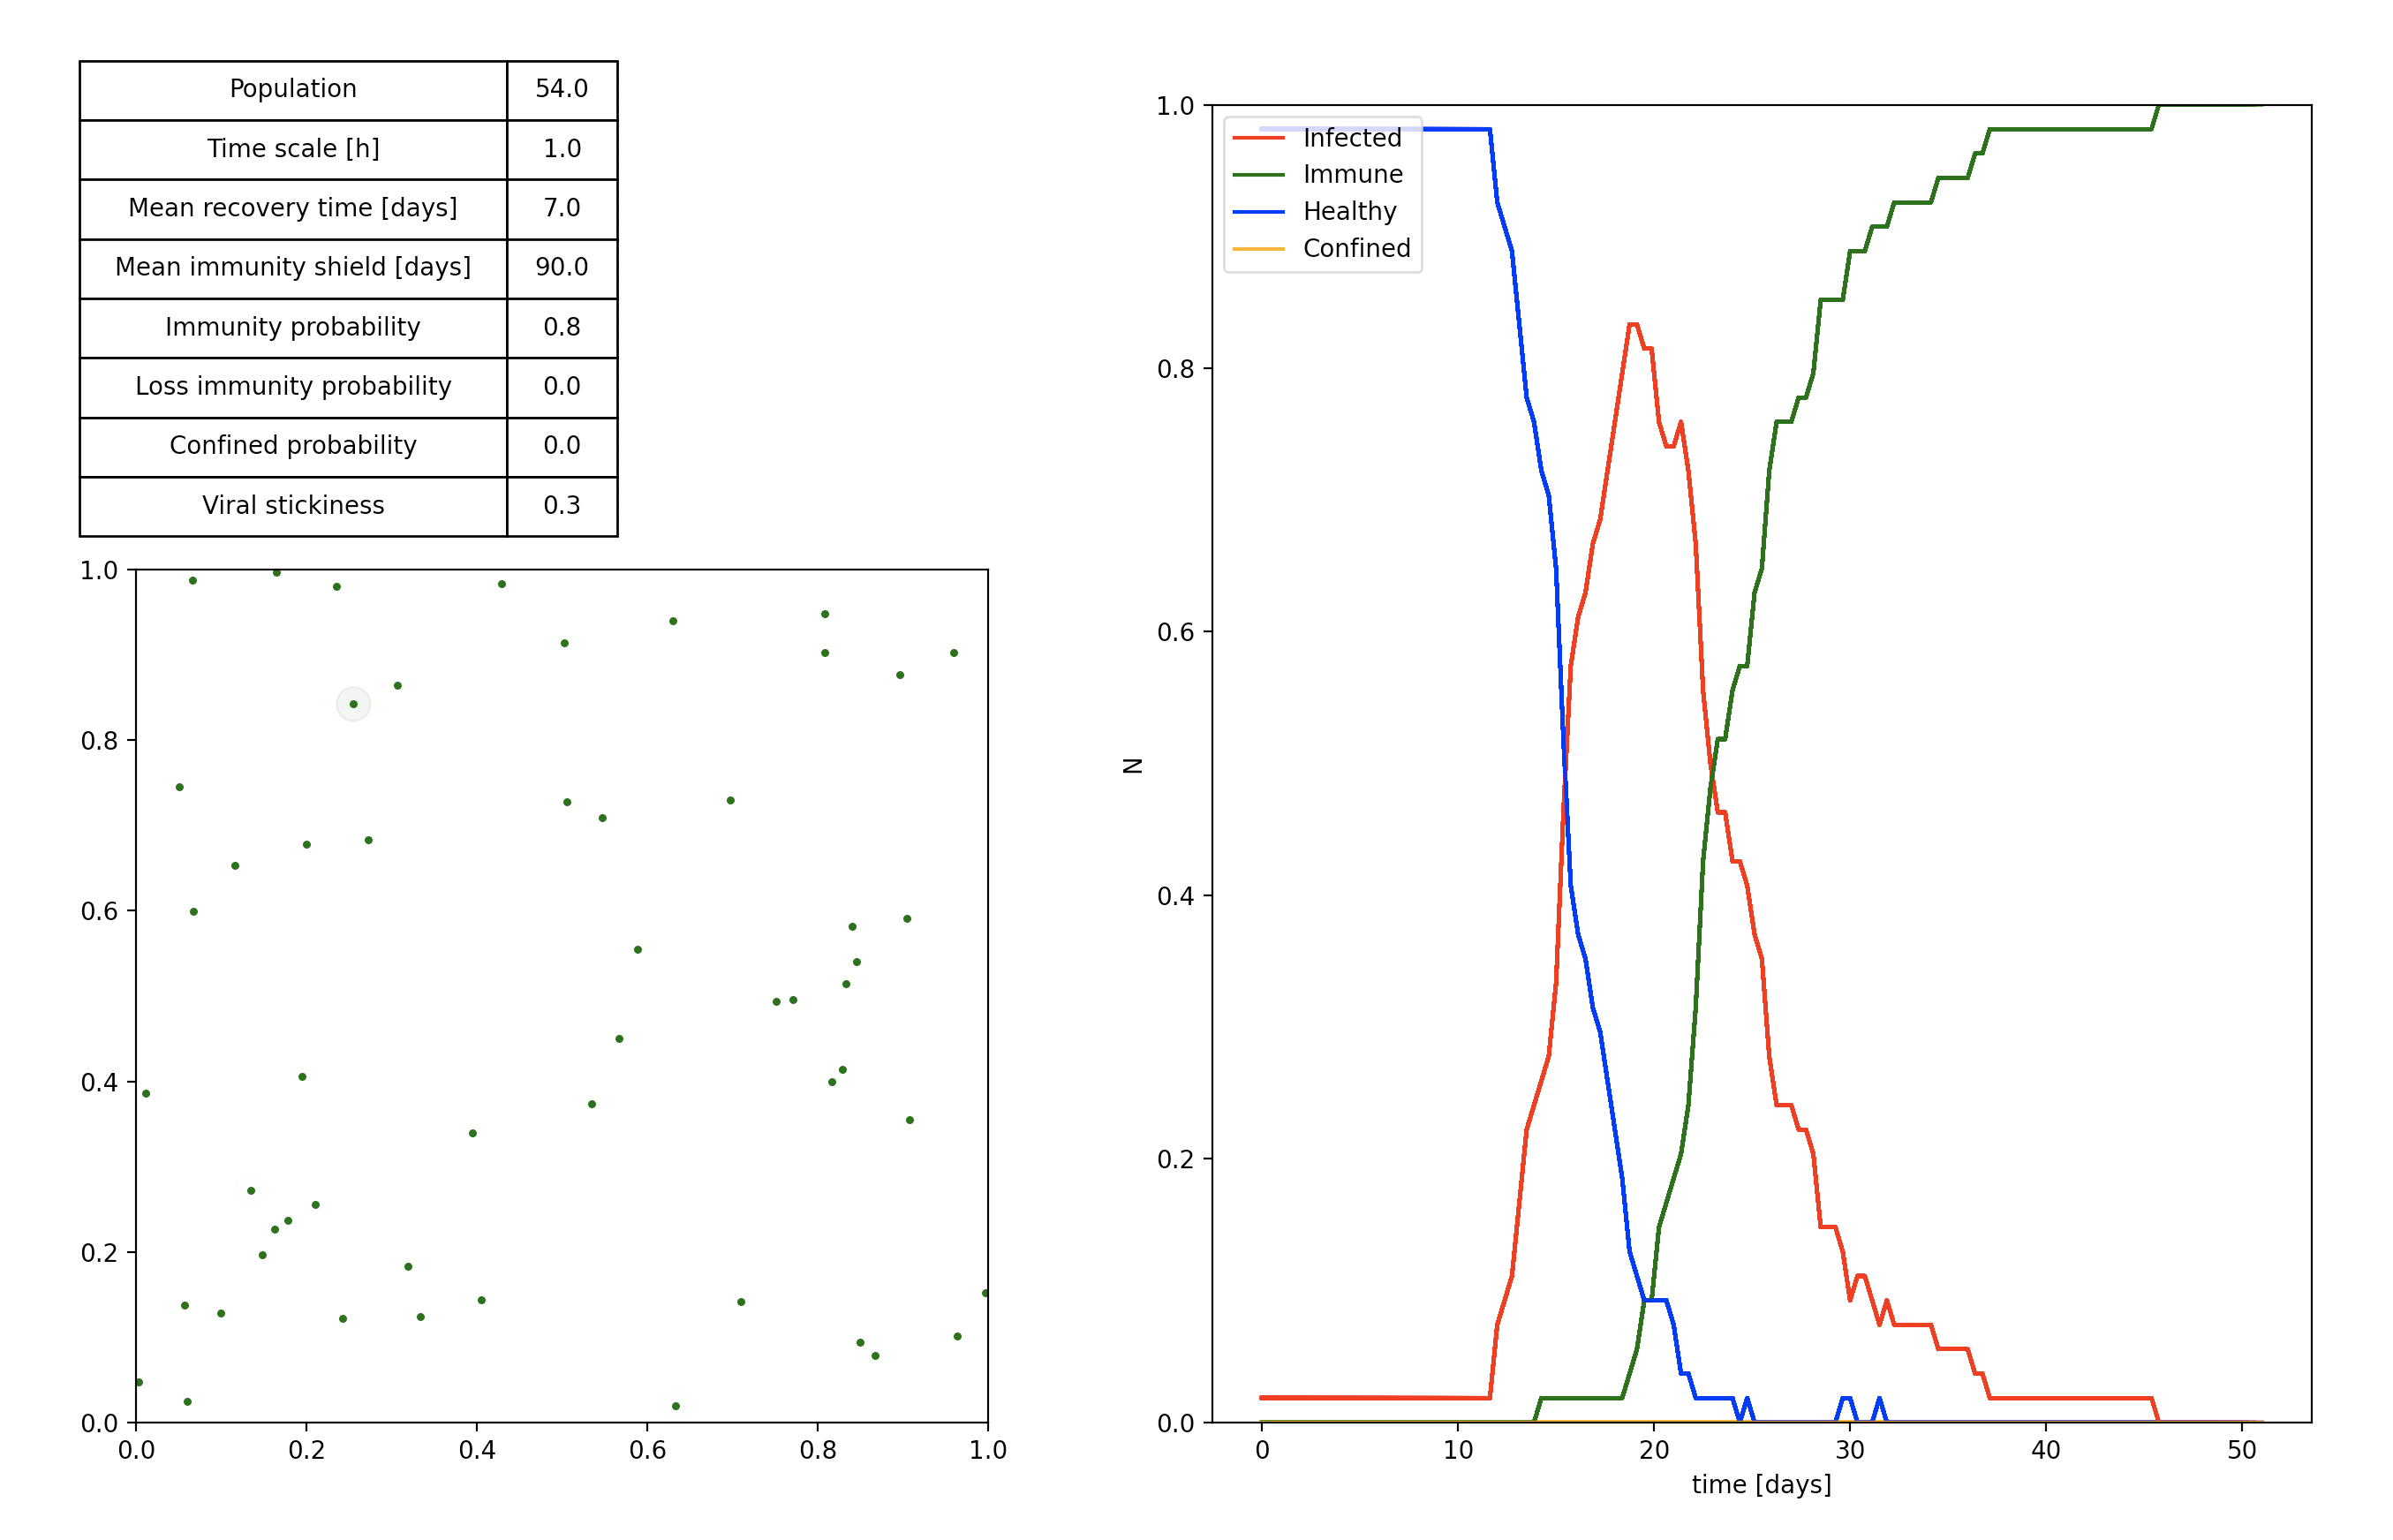 Population 54.0
Time scale [h] 1.0
Mean recovery time [days] 7.0
Mean immunity shield [days] 90.0
Immunity probability 0.8
Loss immunity probability 0.0
Confined probability 0.0
Viral stickiness 0.3
1.0
0.8
0.6
0.4
0.2
0.0
0.0 0.2 0.4 0.6 0.8 1.0
N
1.0
0.8
0.6
0.4
0.2
0.0
Infected
Immune
Healthy
Confined
0 10 20 30 40 50
time [days]